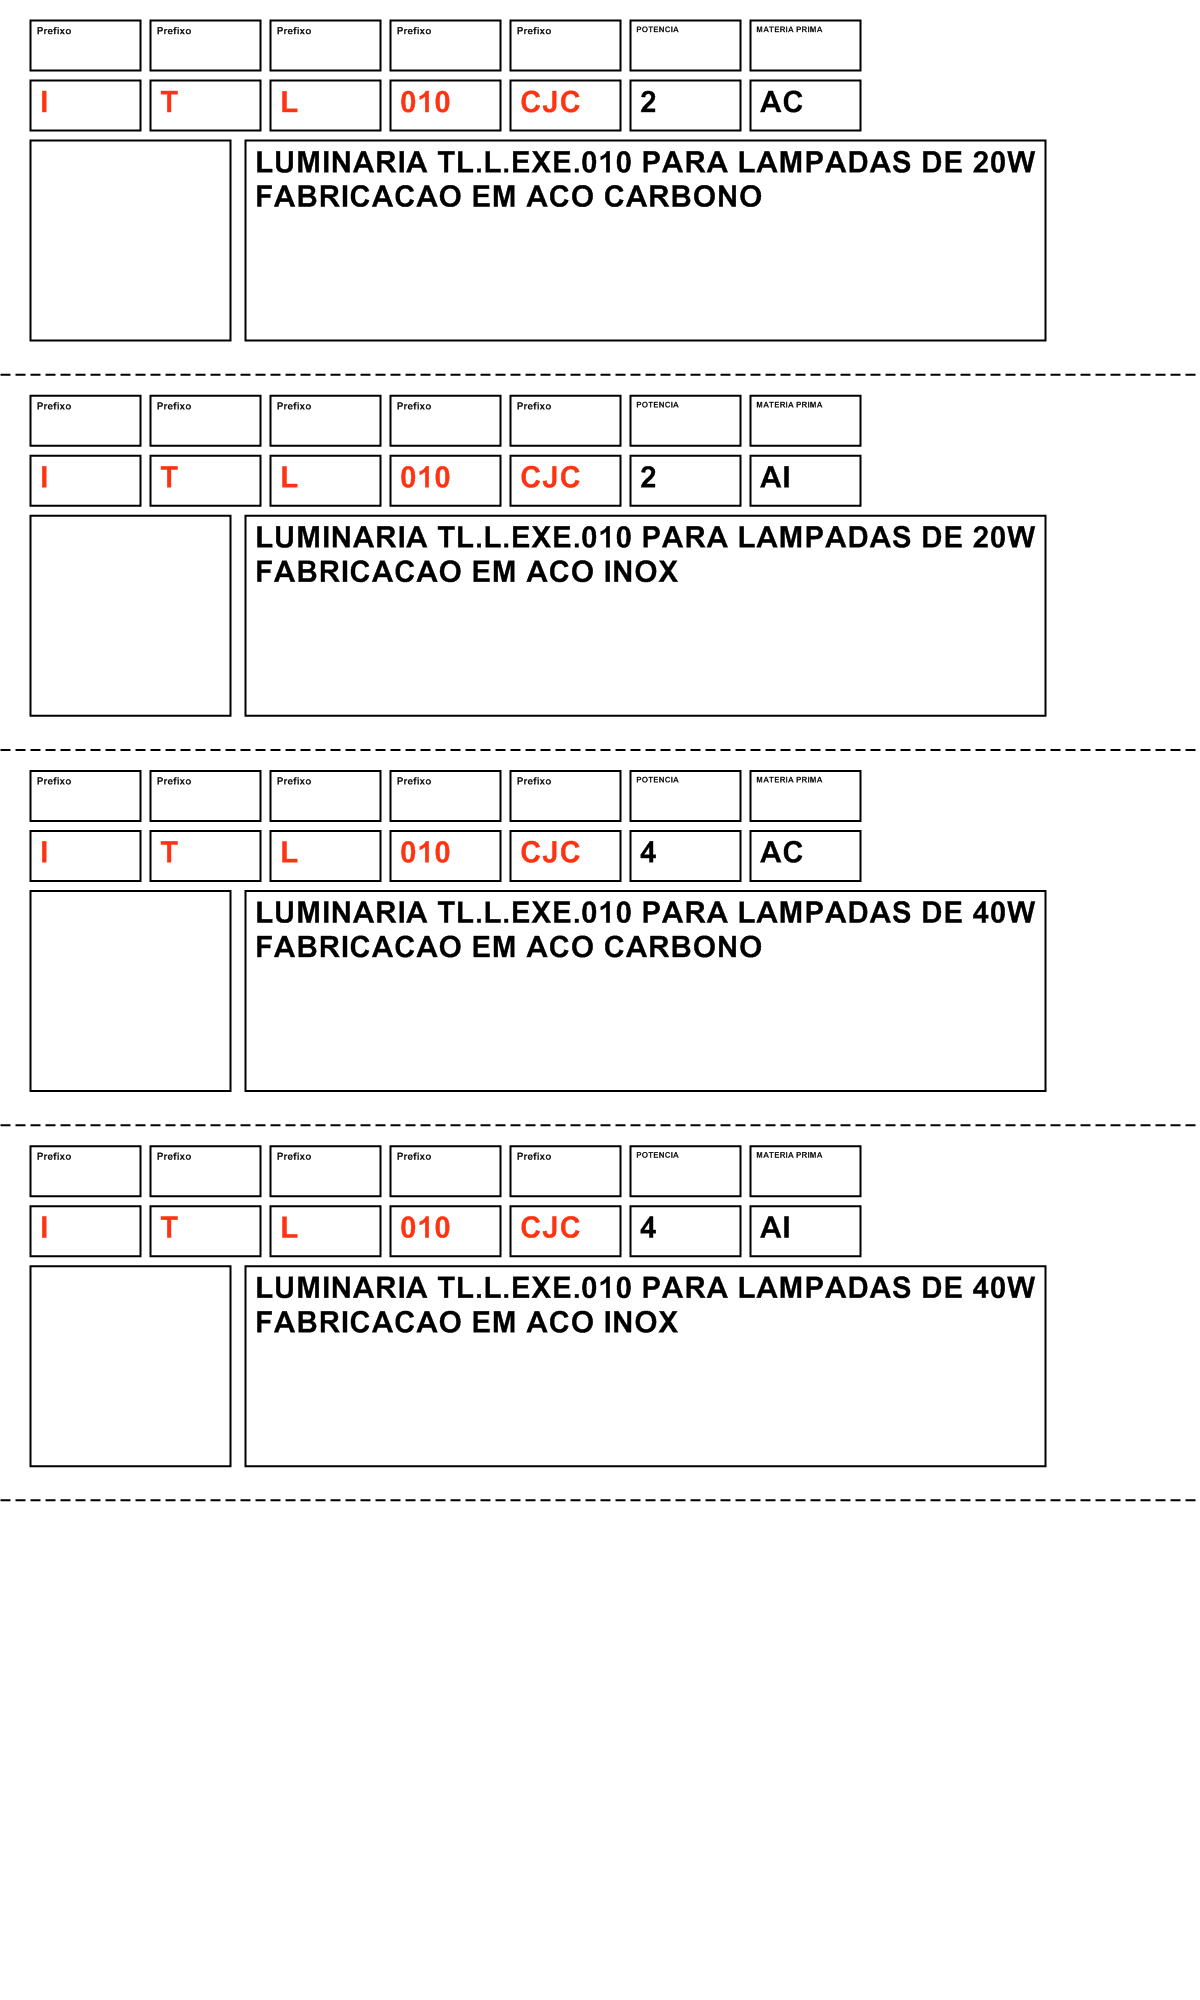 Prefixo Prefixo Prefixo Prefixo Prefixo POTENCIA MATERIA PRIMA
I T L 010 CJC 2 AC
LUMINARIA TL.L.EXE.010 PARA LAMPADAS DE 20W
FABRICACAO EM ACO CARBONO
Prefixo Prefixo Prefixo Prefixo Prefixo POTENCIA MATERIA PRIMA
I T L 010 CJC 2 AI
LUMINARIA TL.L.EXE.010 PARA LAMPADAS DE 20W
FABRICACAO EM ACO INOX
Prefixo Prefixo Prefixo Prefixo Prefixo POTENCIA MATERIA PRIMA
I T L 010 CJC 4 AC
LUMINARIA TL.L.EXE.010 PARA LAMPADAS DE 40W
FABRICACAO EM ACO CARBONO
Prefixo Prefixo Prefixo Prefixo Prefixo POTENCIA MATERIA PRIMA
I T L 010 CJC 4 AI
LUMINARIA TL.L.EXE.010 PARA LAMPADAS DE 40W
FABRICACAO EM ACO INOX